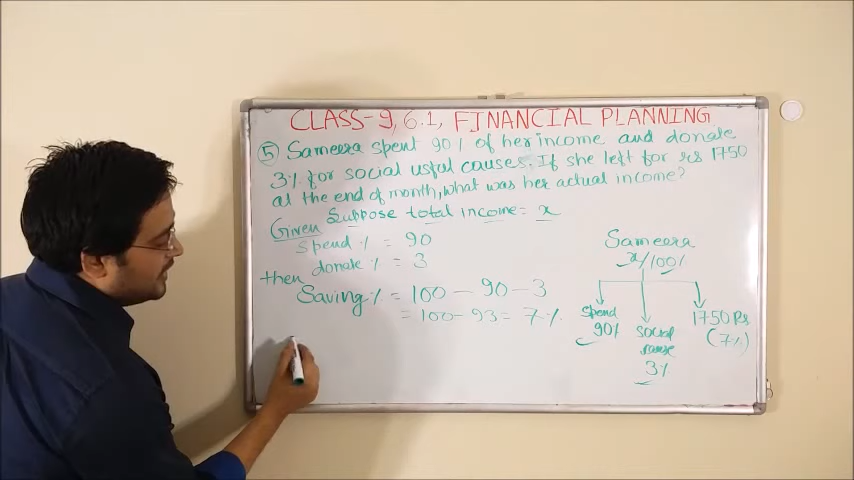 CLASS-9, 6.1, FINANCIAL PLANNING
(5) Sameera spent 90% of her income and donate
3% for social usful causes. If she left for rs 1750
at the end of month, what was her actual income?
Given Suppose total income = x
Spend % = 90
donate % = 3
then
Saving % = 100 - 90 - 3
= 100 - 93 = 7%.
Sameera
x/100%
Spend
90%
social
cause
3%
1750 Rs
(7%)